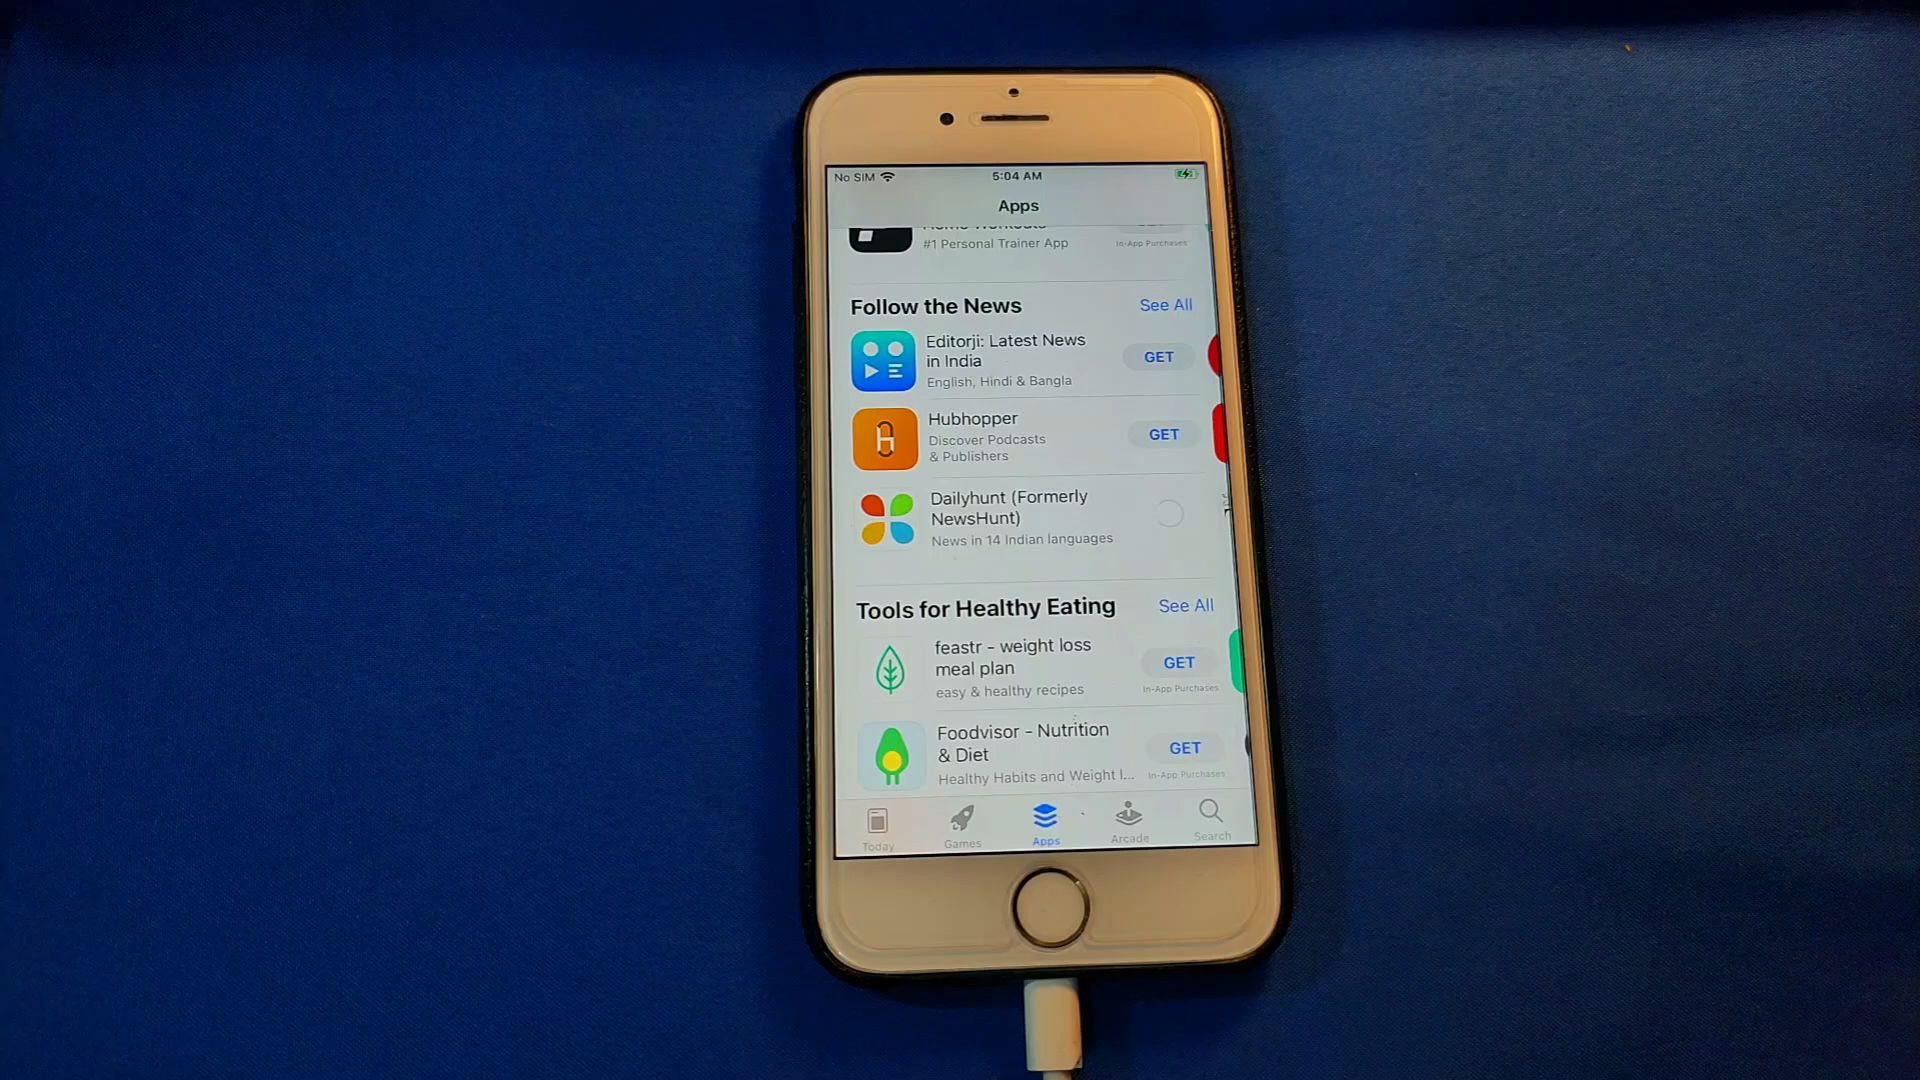 No SIM
5:04 AM
Apps
Home Workouts
#1 Personal Trainer App
In-App Purchases
Follow the News
See All
Editorji: Latest News
in India
English, Hindi & Bangla
GET
Hubhopper
Discover Podcasts
& Publishers
GET
Dailyhunt (Formerly
NewsHunt)
News in 14 Indian languages
Tools for Healthy Eating
See All
feastr - weight loss
meal plan
easy & healthy recipes
GET
In-App Purchases
Foodvisor - Nutrition
& Diet
Healthy Habits and Weight l...
GET
In-App Purchases
Today
Games
Apps
Arcade
Search